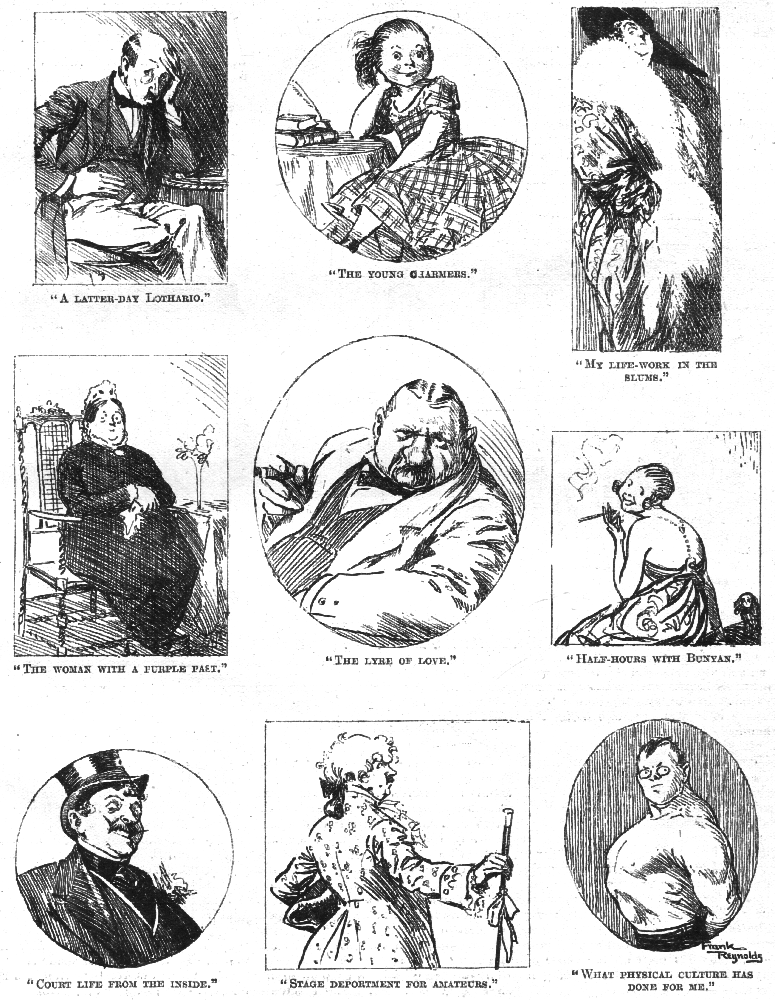 "A LATTER-DAY LOTHARIO."
"THE YOUNG CHARMERS."
"MY LIFE-WORK IN THE
SLUMS."
"THE WOMAN WITH A PURPLE PAST."
"THE LYRE OF LOVE."
"HALF-HOURS WITH BUNYAN."
"COURT LIFE FROM THE INSIDE."
"STAGE DEPORTMENT FOR AMATEURS."
Frank
Reynolds
"WHAT PHYSICAL CULTURE HAS
DONE FOR ME."